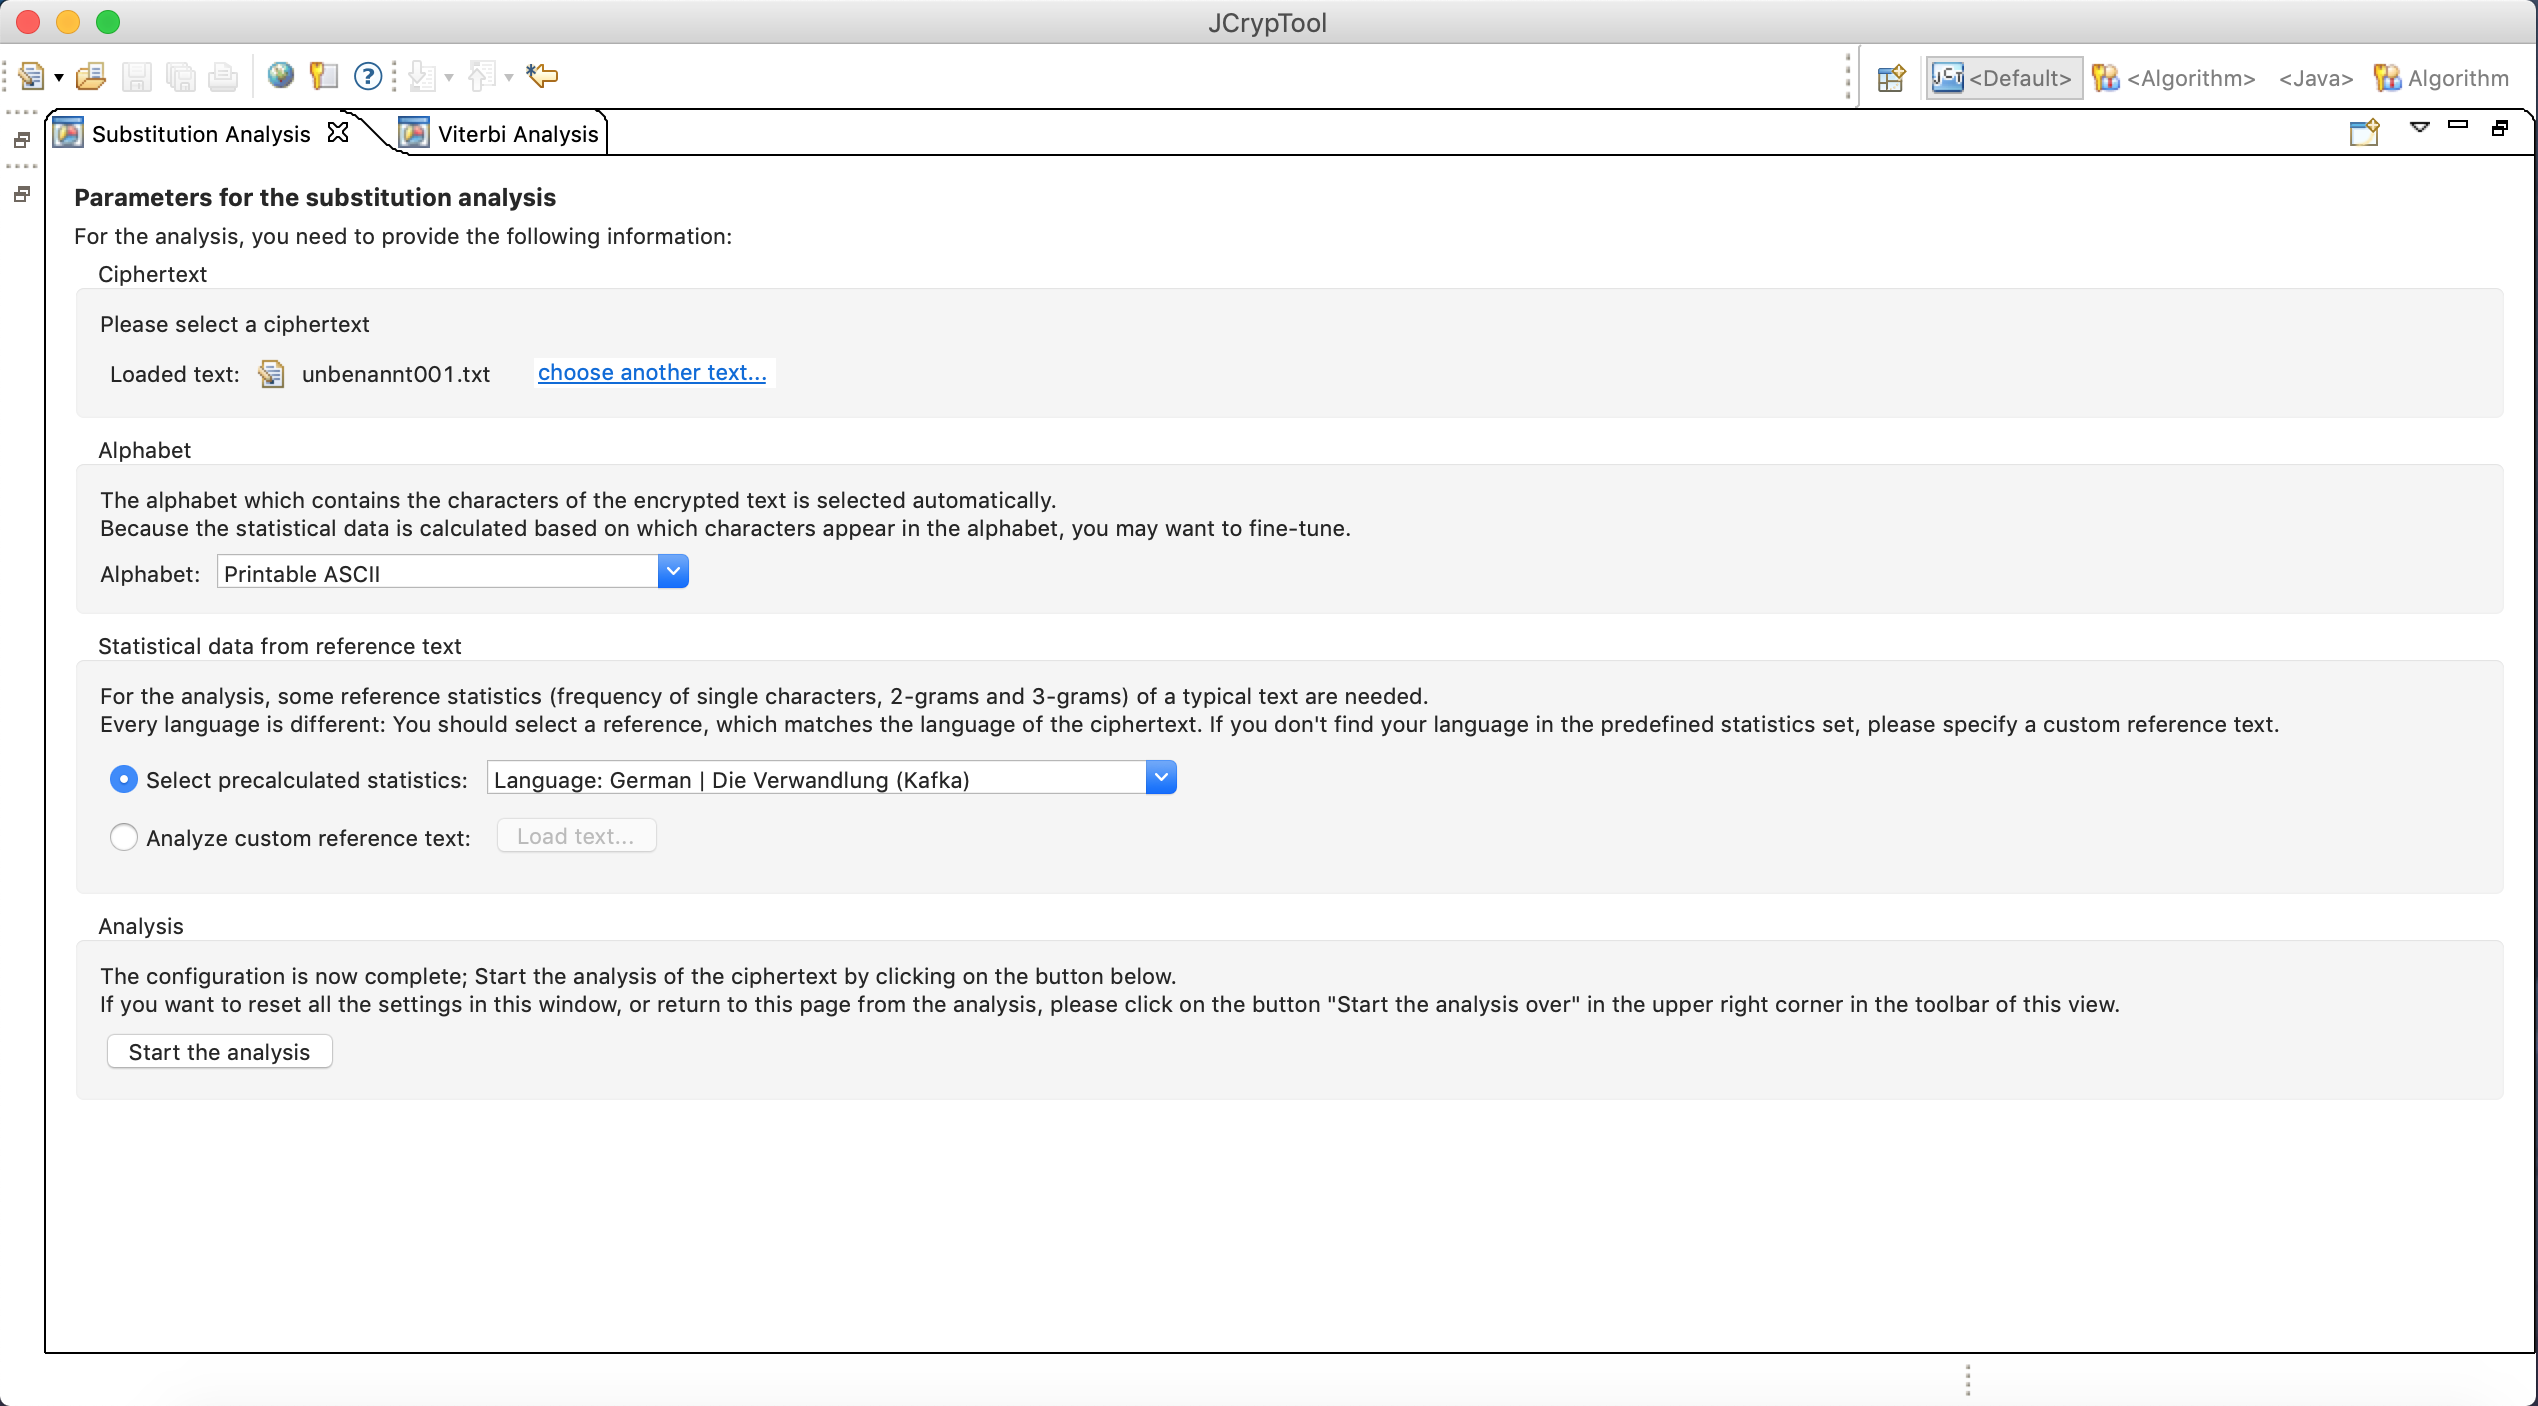 JCrypTool
<Default>
<Algorithm>
<Java>
Algorithm
Substitution Analysis
Viterbi Analysis
Parameters for the substitution analysis
For the analysis, you need to provide the following information:
Ciphertext
Please select a ciphertext
Loaded text: unbenannt001.txt choose another text...
Alphabet
The alphabet which contains the characters of the encrypted text is selected automatically.
Because the statistical data is calculated based on which characters appear in the alphabet, you may want to fine-tune.
Alphabet: Printable ASCII
Statistical data from reference text
For the analysis, some reference statistics (frequency of single characters, 2-grams and 3-grams) of a typical text are needed.
Every language is different: You should select a reference, which matches the language of the ciphertext. If you don't find your language in the predefined statistics set, please specify a custom reference text.
Select precalculated statistics: Language: German | Die Verwandlung (Kafka)
Analyze custom reference text: Load text...
Analysis
The configuration is now complete; Start the analysis of the ciphertext by clicking on the button below.
If you want to reset all the settings in this window, or return to this page from the analysis, please click on the button "Start the analysis over" in the upper right corner in the toolbar of this view.
Start the analysis